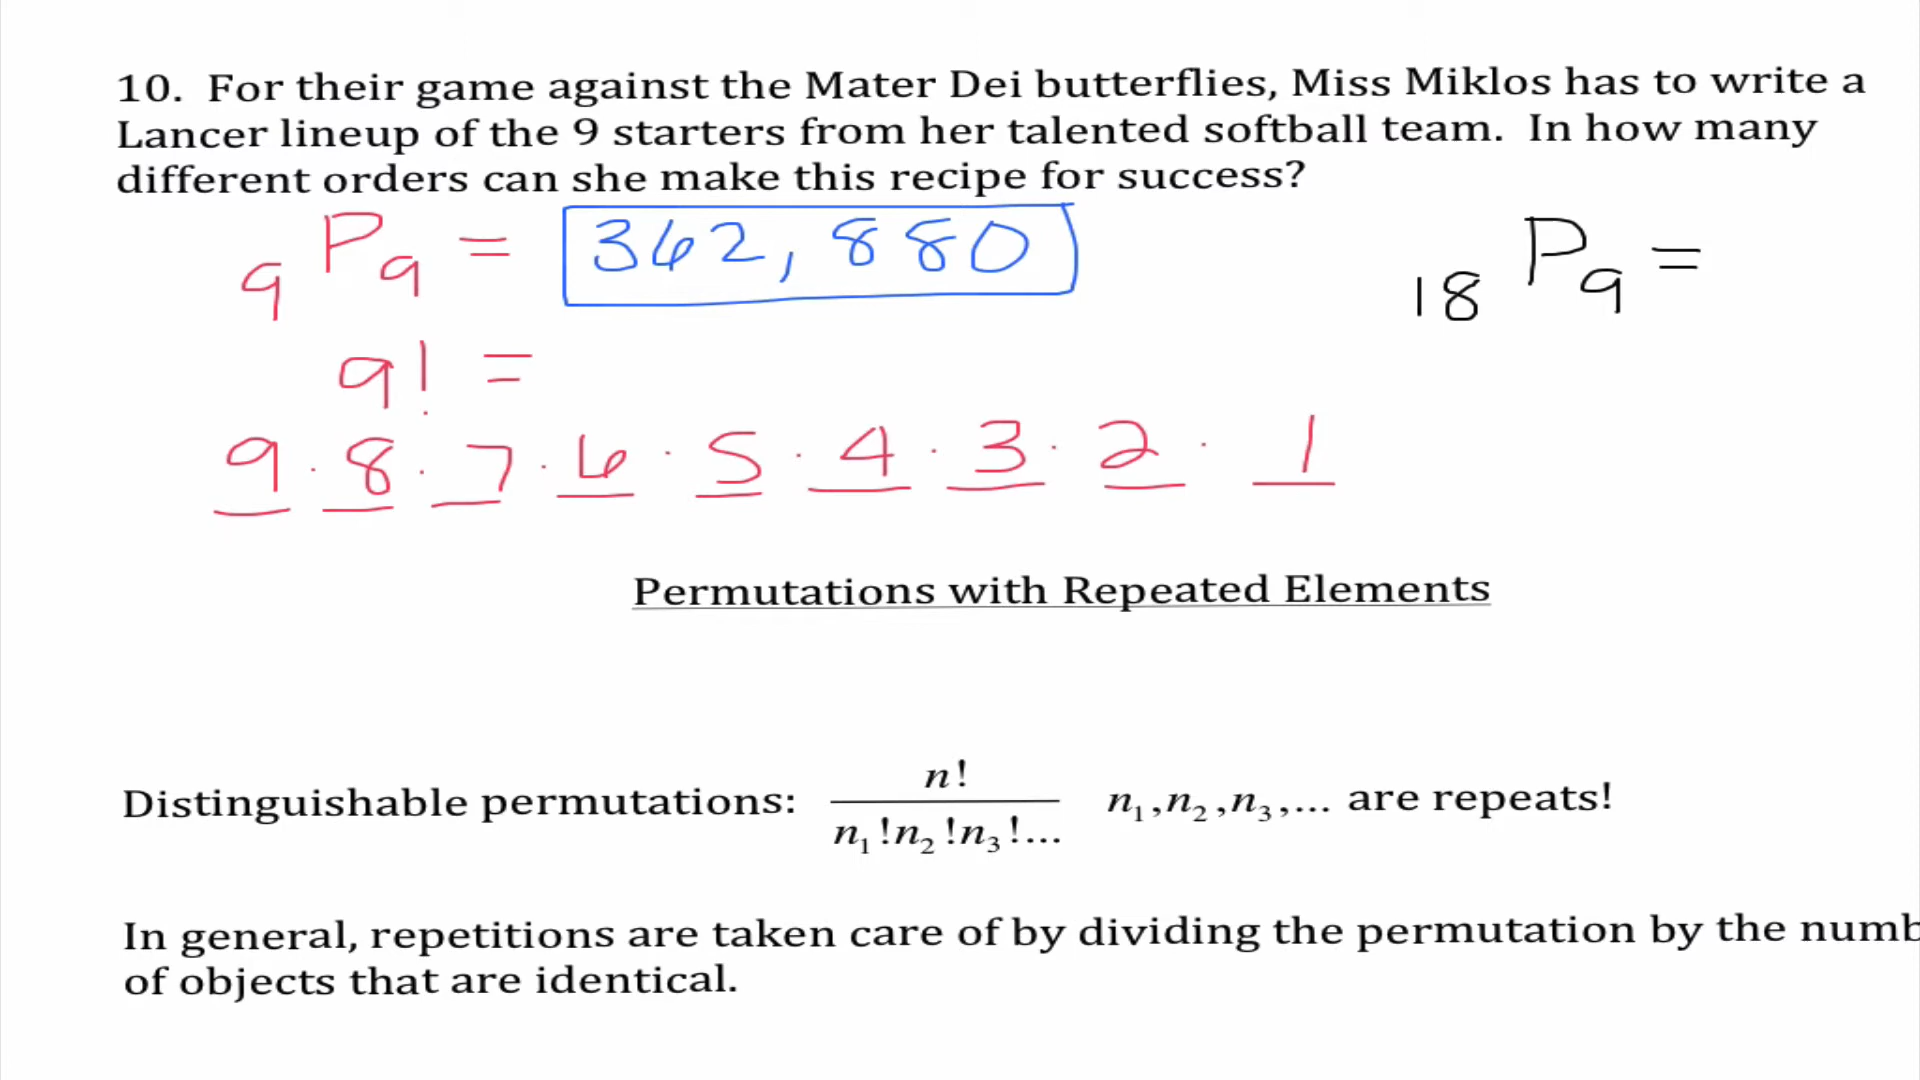 10. For their game against the Mater Dei butterflies, Miss Miklos has to write a
Lancer lineup of the 9 starters from her talented softball team. In how many
different orders can she make this recipe for success?
₉P₉ = 362,880
₁₈P₉ =
9! =
9 · 8 · 7 · 6 · 5 · 4 · 3 · 2 · 1
Permutations with Repeated Elements
Distinguishable permutations: n! / n₁!n₂!n₃!... n₁,n₂,n₃,... are repeats!
In general, repetitions are taken care of by dividing the permutation by the numb
of objects that are identical.